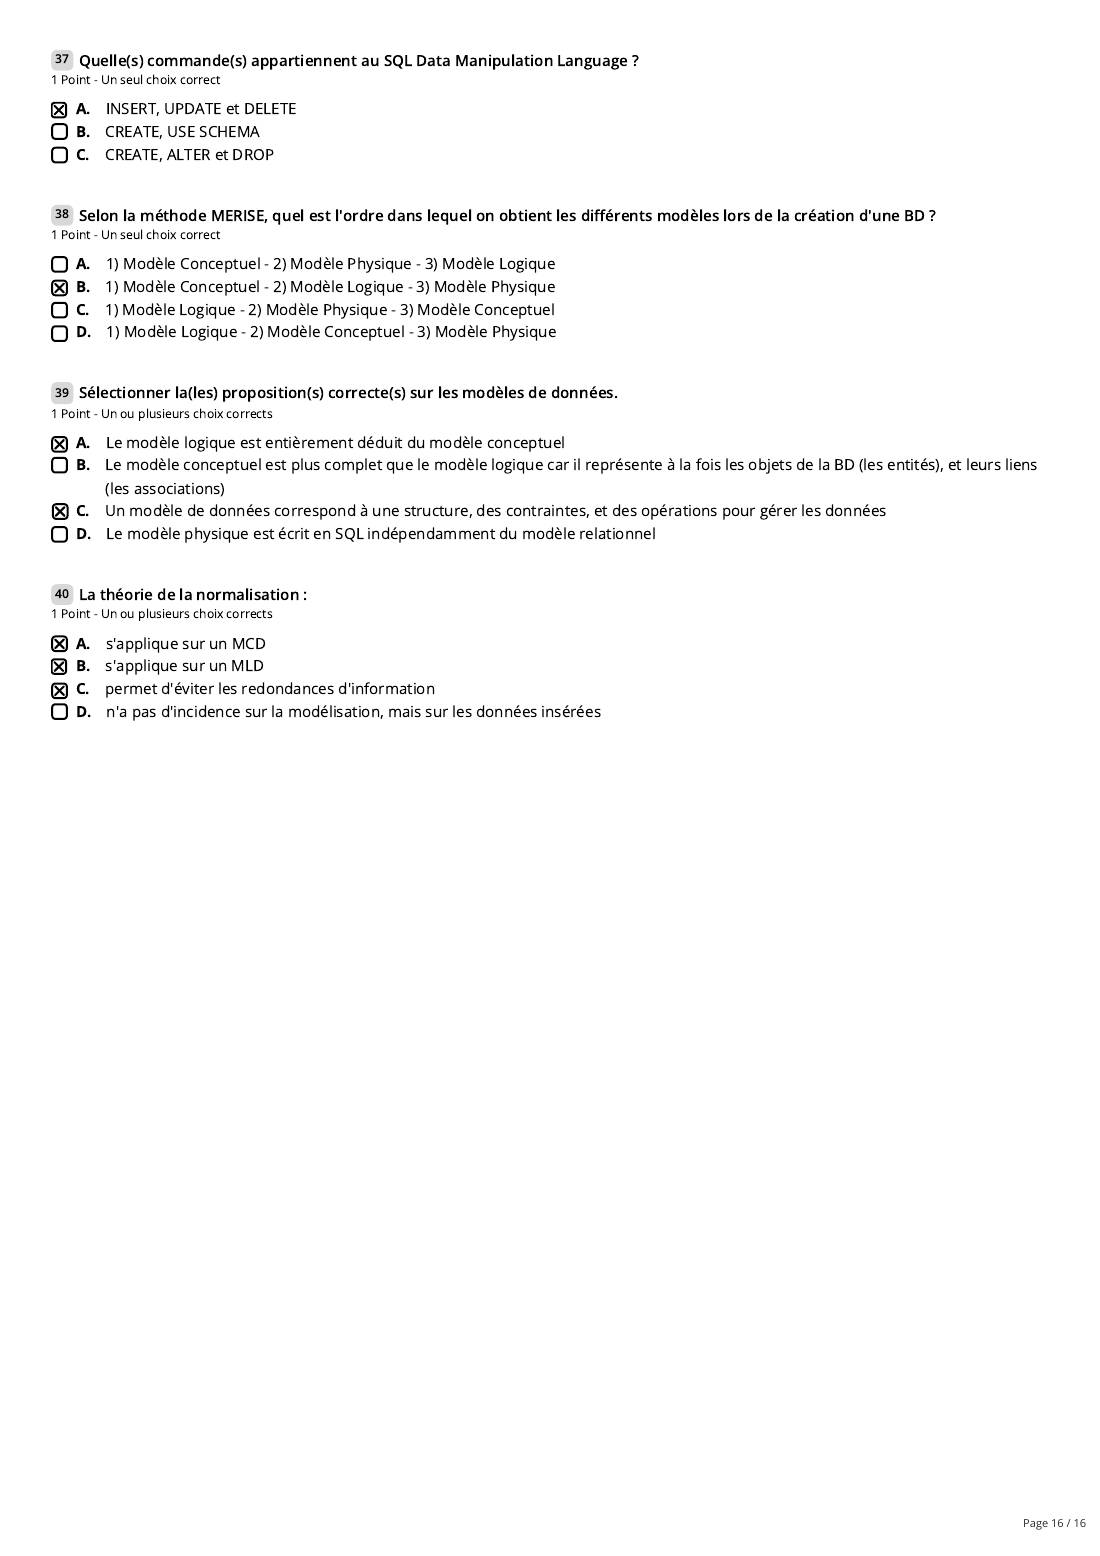 37 Quelle(s) commande(s) appartiennent au SQL Data Manipulation Language ?
1 Point - Un seul choix correct
A. INSERT, UPDATE et DELETE
B. CREATE, USE SCHEMA
C. CREATE, ALTER et DROP
38 Selon la méthode MERISE, quel est l'ordre dans lequel on obtient les différents modèles lors de la création d'une BD ?
1 Point - Un seul choix correct
A. 1) Modèle Conceptuel - 2) Modèle Physique - 3) Modèle Logique
B. 1) Modèle Conceptuel - 2) Modèle Logique - 3) Modèle Physique
C. 1) Modèle Logique - 2) Modèle Physique - 3) Modèle Conceptuel
D. 1) Modèle Logique - 2) Modèle Conceptuel - 3) Modèle Physique
39 Sélectionner la(les) proposition(s) correcte(s) sur les modèles de données.
1 Point - Un ou plusieurs choix corrects
A. Le modèle logique est entièrement déduit du modèle conceptuel
B. Le modèle conceptuel est plus complet que le modèle logique car il représente à la fois les objets de la BD (les entités), et leurs liens
(les associations)
C. Un modèle de données correspond à une structure, des contraintes, et des opérations pour gérer les données
D. Le modèle physique est écrit en SQL indépendamment du modèle relationnel
40 La théorie de la normalisation :
1 Point - Un ou plusieurs choix corrects
A. s'applique sur un MCD
B. s'applique sur un MLD
C. permet d'éviter les redondances d'information
D. n'a pas d'incidence sur la modélisation, mais sur les données insérées
Page 16 / 16